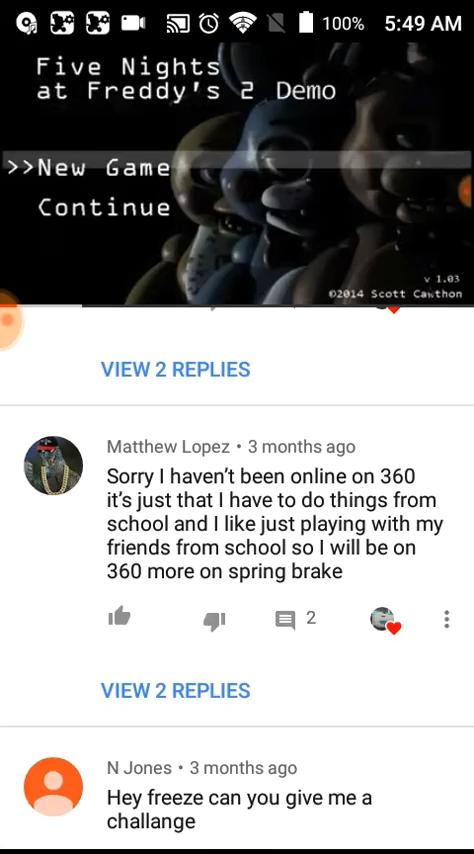 100% 5:49 AM
Five Nights
at Freddy's 2 Demo
>>New Game
Continue
v 1.03
©2014 Scott Cawthon
VIEW 2 REPLIES
Matthew Lopez • 3 months ago
Sorry I haven't been online on 360
it's just that I have to do things from
school and I like just playing with my
friends from school so I will be on
360 more on spring brake
2
VIEW 2 REPLIES
N Jones • 3 months ago
Hey freeze can you give me a
challange